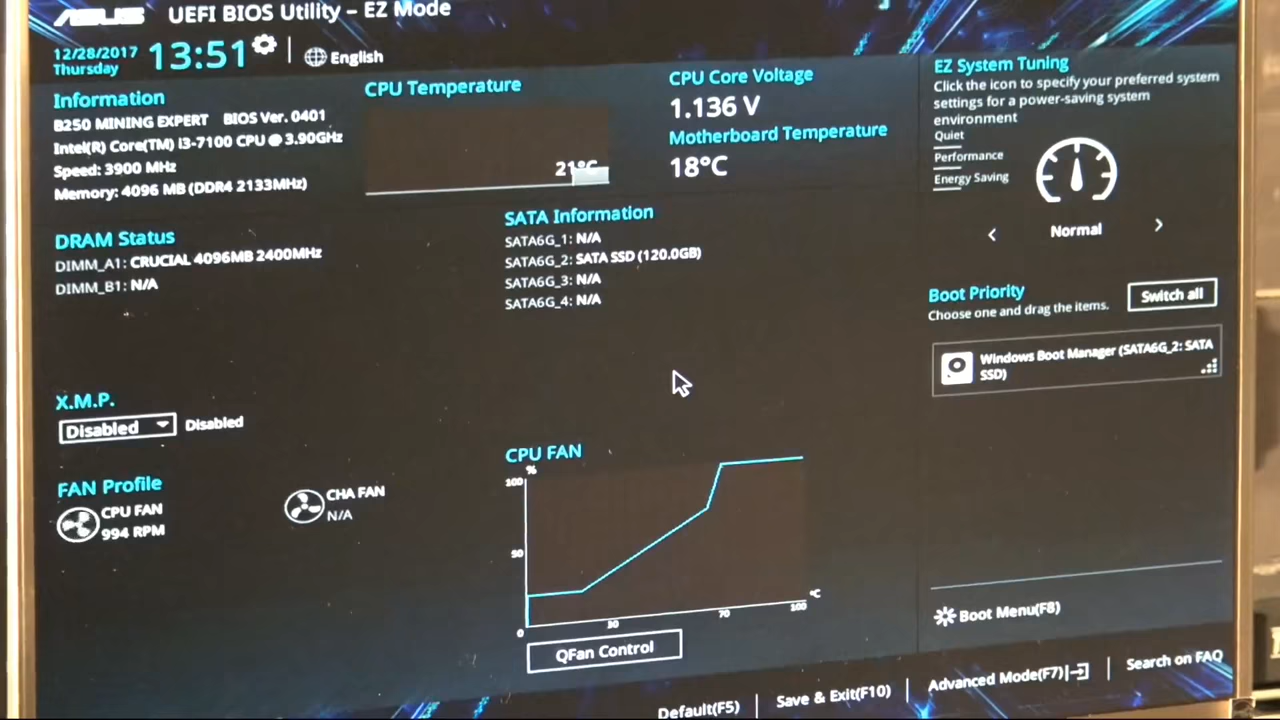 ASUS UEFI BIOS Utility – EZ Mode
12/28/2017
Thursday
13:51
English
Information
B250 MINING EXPERT BIOS Ver. 0401
Intel(R) Core(TM) i3-7100 CPU @ 3.90GHz
Speed: 3900 MHz
Memory: 4096 MB (DDR4 2133MHz)
CPU Temperature
21°C
CPU Core Voltage
1.136 V
Motherboard Temperature
18°C
EZ System Tuning
Click the icon to specify your preferred system
settings for a power-saving system
environment
Quiet
Performance
Energy Saving
Normal
DRAM Status
DIMM_A1: CRUCIAL 4096MB 2400MHz
DIMM_B1: N/A
SATA Information
SATA6G_1: N/A
SATA6G_2: SATA SSD (120.0GB)
SATA6G_3: N/A
SATA6G_4: N/A
Boot Priority
Choose one and drag the items.
Switch all
Windows Boot Manager (SATA6G_2: SATA
SSD)
X.M.P.
Disabled
Disabled
FAN Profile
CPU FAN
994 RPM
CHA FAN
N/A
CPU FAN
%
100
50
0
30
70
100
°C
QFan Control
Boot Menu(F8)
Default(F5)
Save & Exit(F10)
Advanced Mode(F7)
Search on FAQ